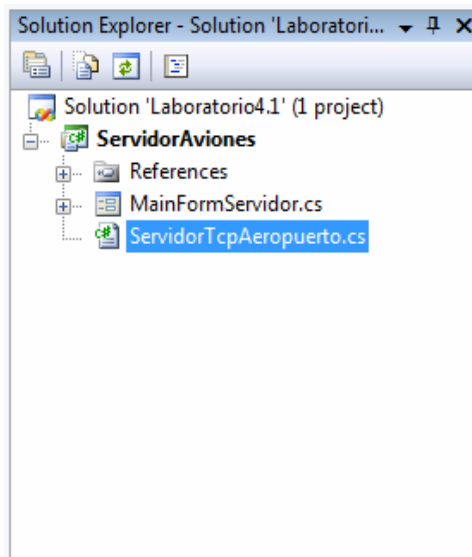 Solution Explorer - Solution 'Laboratori...
Solution 'Laboratorio4.1' (1 project)
ServidorAviones
References
MainFormServidor.cs
ServidorTcpAeropuerto.cs